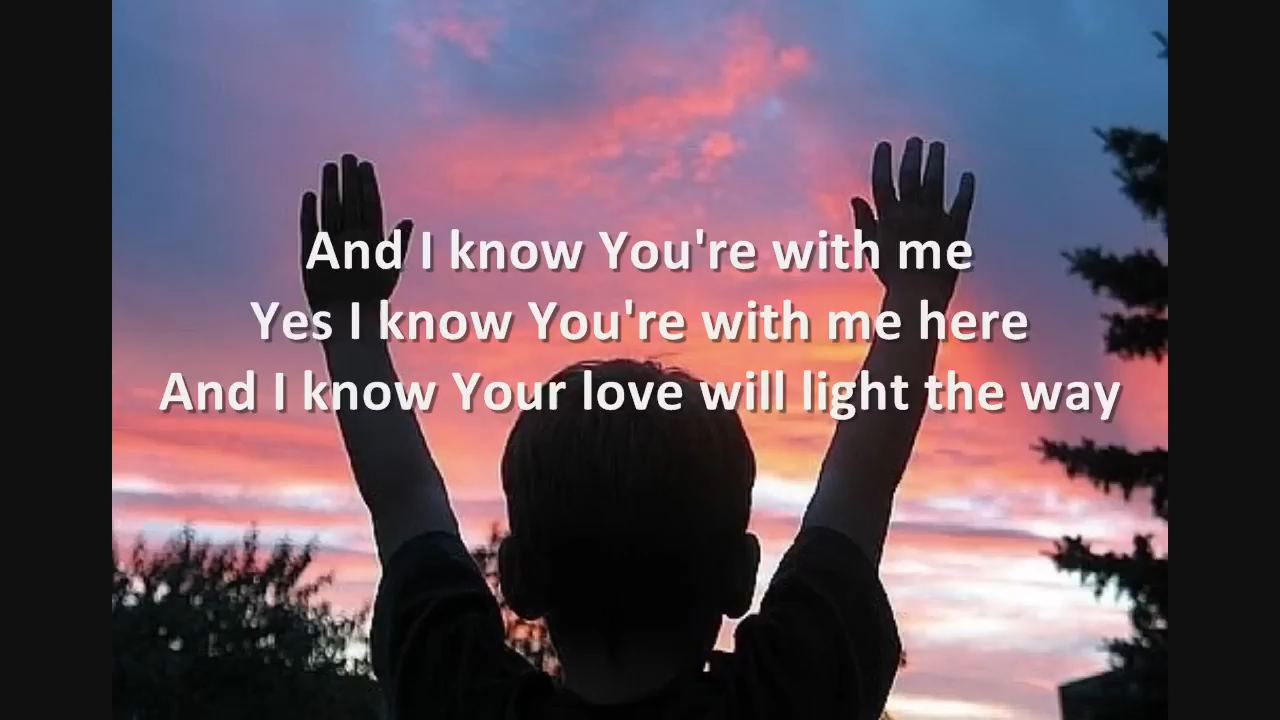 And I know You're with me
Yes I know You're with me here
And I know Your love will light the way